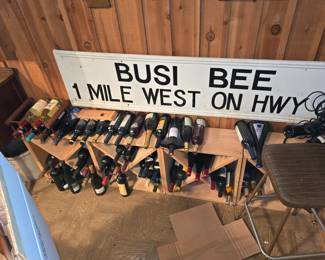 BUSI BEE
1 MILE WEST ON HWY